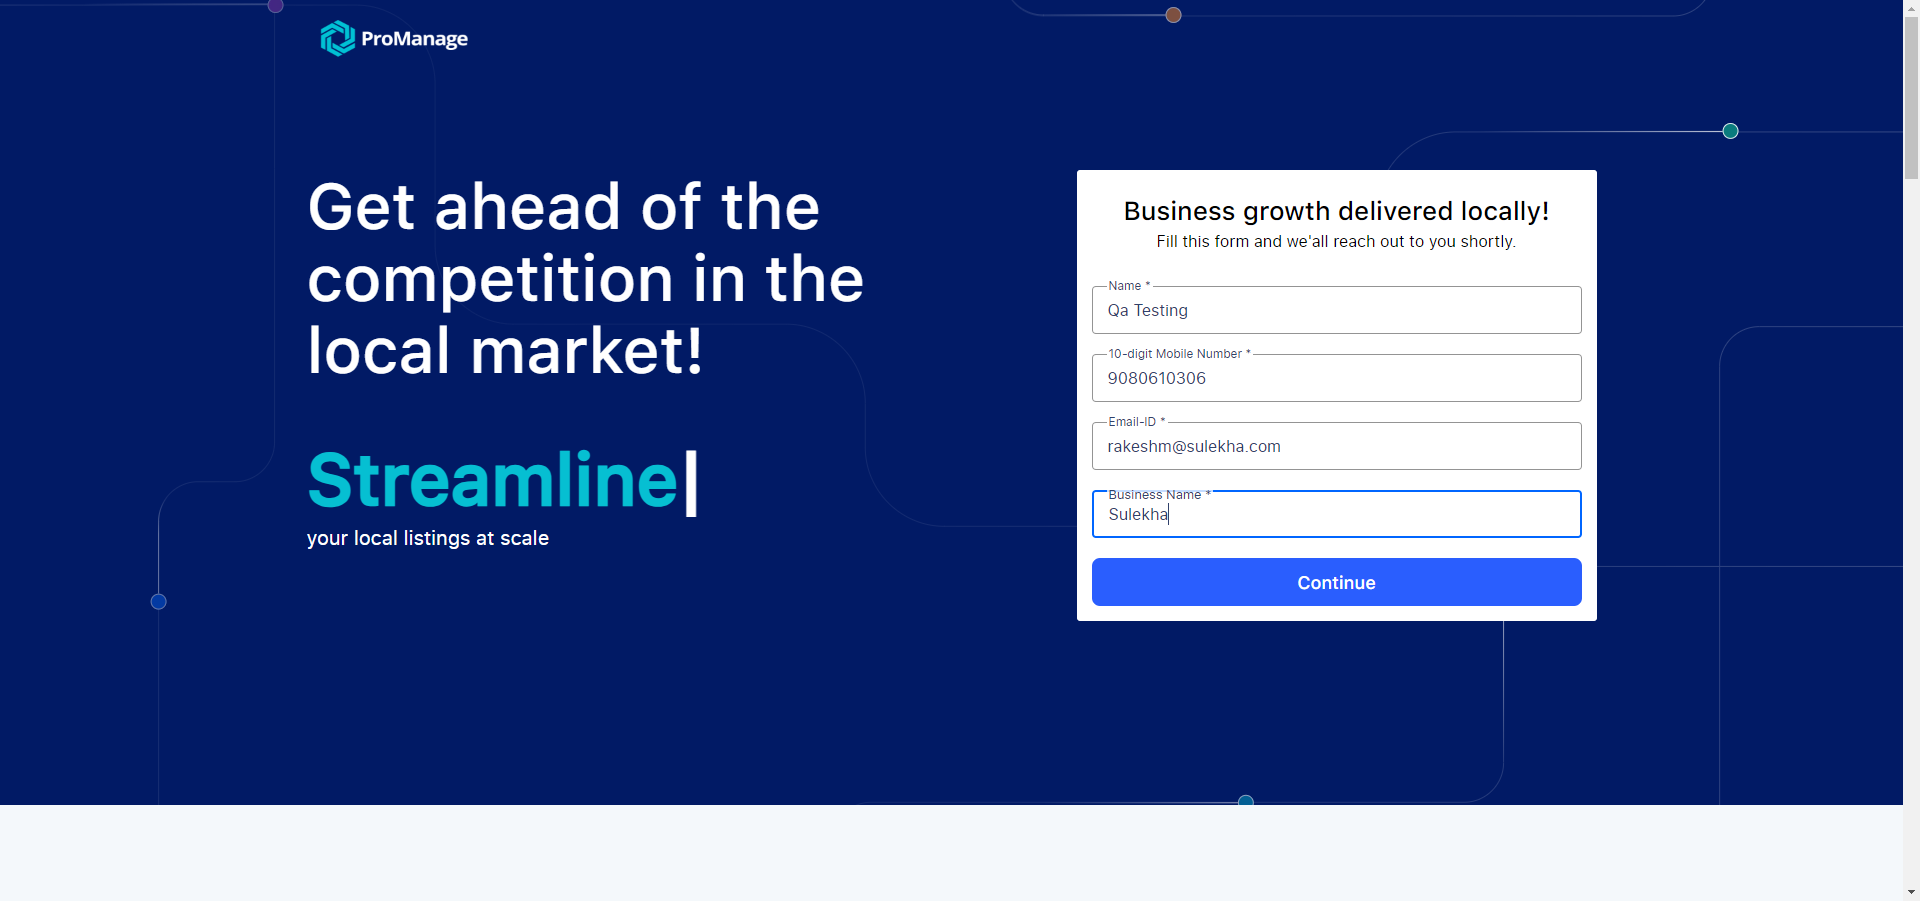 ProManage
Get ahead of the
competition in the
local market!
Streamline
your local listings at scale
Business growth delivered locally!
Fill this form and we'all reach out to you shortly.
Name *
Qa Testing
10-digit Mobile Number *
9080610306
Email-ID *
rakeshm@sulekha.com
Business Name *
Sulekha
Continue